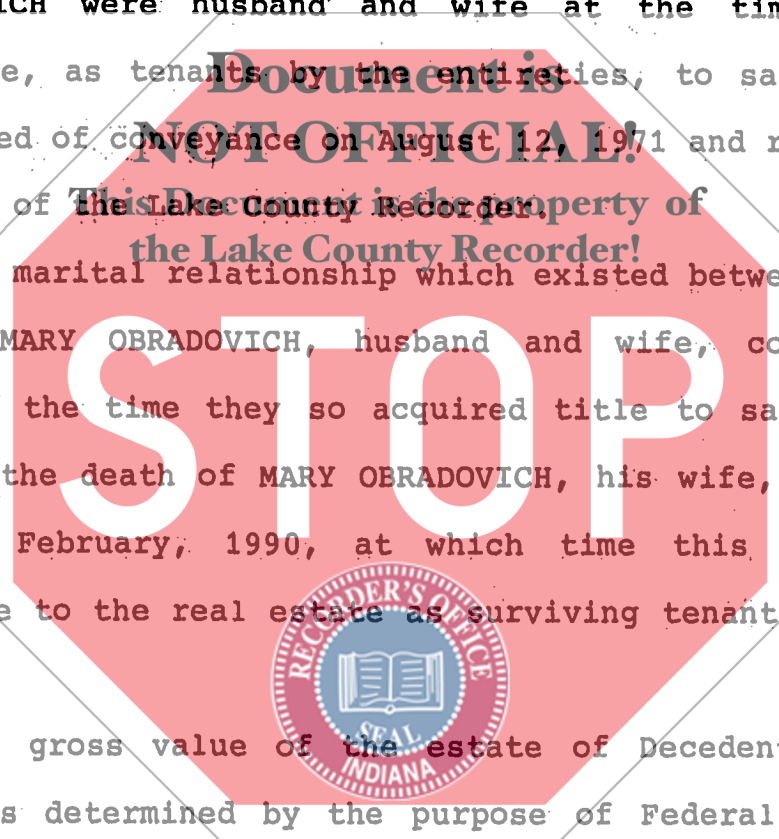 ICH were husband and wife at the tim
e, as tenants by the entireties, to sa
ed of conveyance on August 12, 1971 and r
of the Lake County Recorder.
marital relationship which existed betwe
MARY OBRADOVICH, husband and wife, co
the time they so acquired title to sa
the death of MARY OBRADOVICH, his wife,
February, 1990, at which time this
e to the real estate as surviving tenant
gross value of the estate of Decedent
s determined by the purpose of Federal
Document is
NOT OFFICIAL!
This Document is the property of
the Lake County Recorder!
STOP
RECORDER'S OFFICE
SEAL
INDIANA